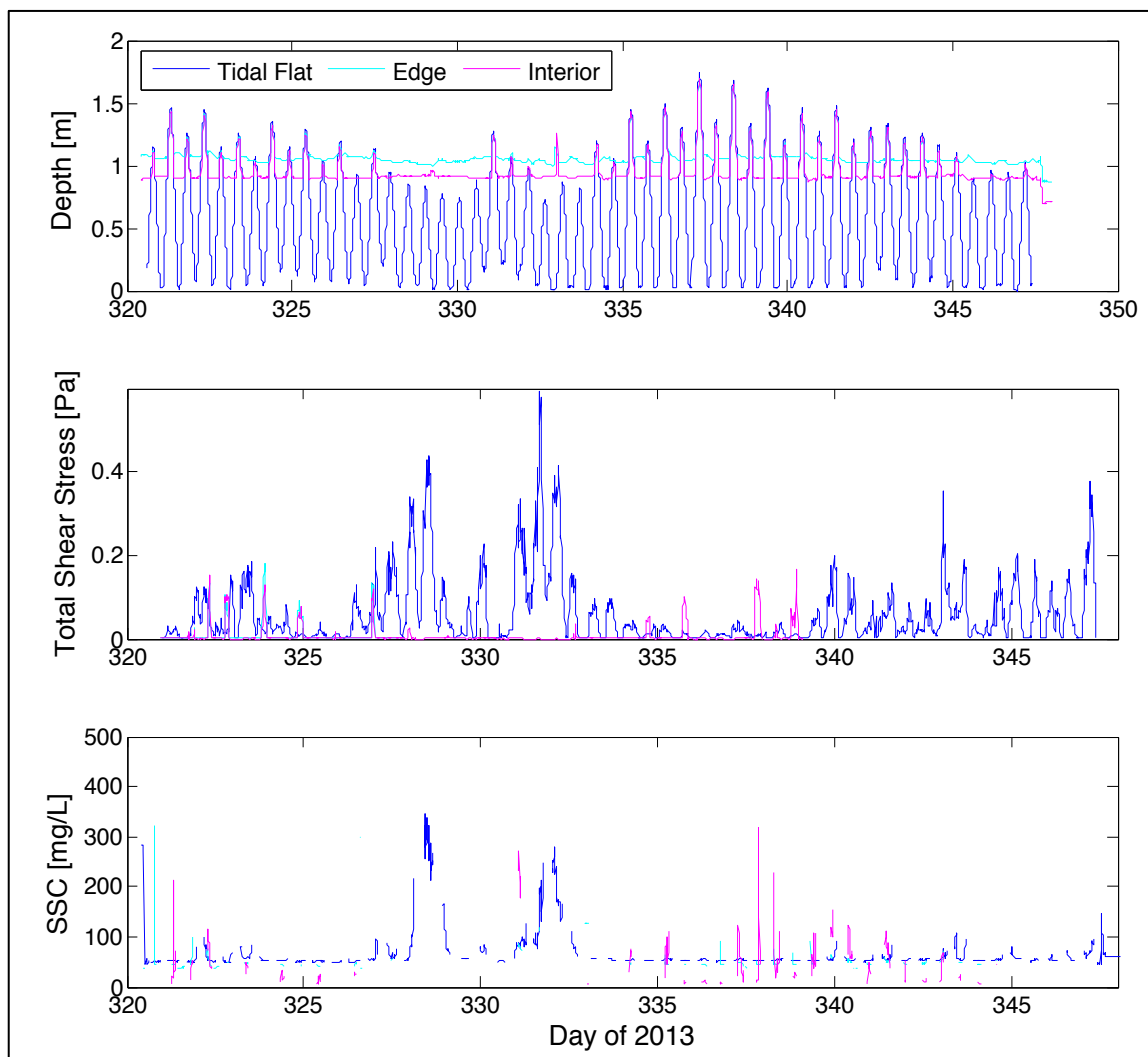 2
Tidal Flat Edge Interior
1.5
1
0.5
0
Depth [m]
320 325 330 335 340 345 350
0.4
0.2
0
Total Shear Stress [Pa]
320 325 330 335 340 345
500
400
300
200
100
0
SSC [mg/L]
320 325 330 335 340 345
Day of 2013